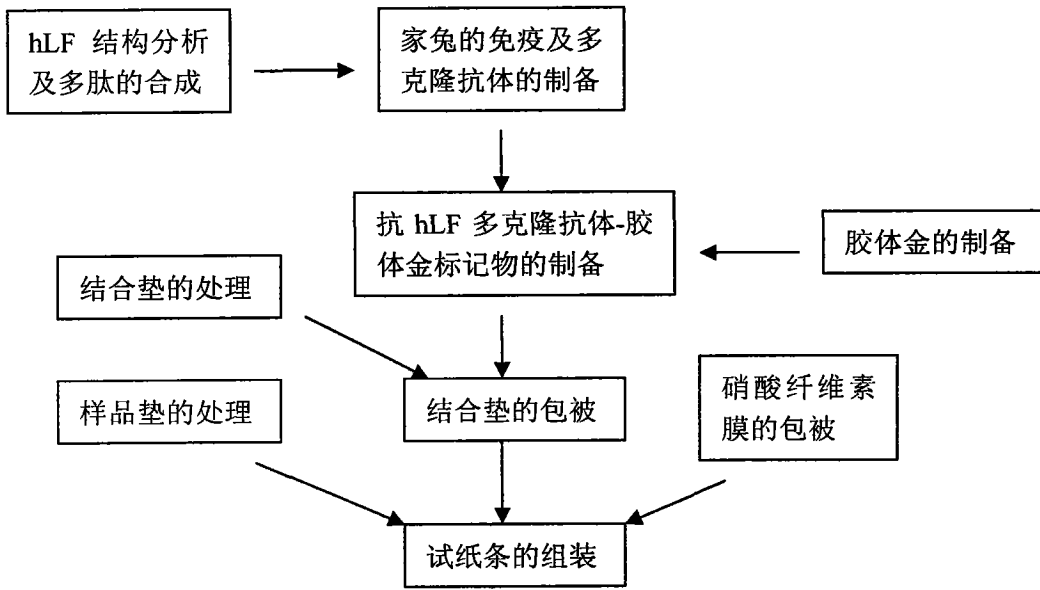 hLF 结构分析
及多肽的合成
家兔的免疫及多
克隆抗体的制备
抗 hLF 多克隆抗体-胶
体金标记物的制备
胶体金的制备
结合垫的处理
样品垫的处理
结合垫的包被
硝酸纤维素
膜的包被
试纸条的组装